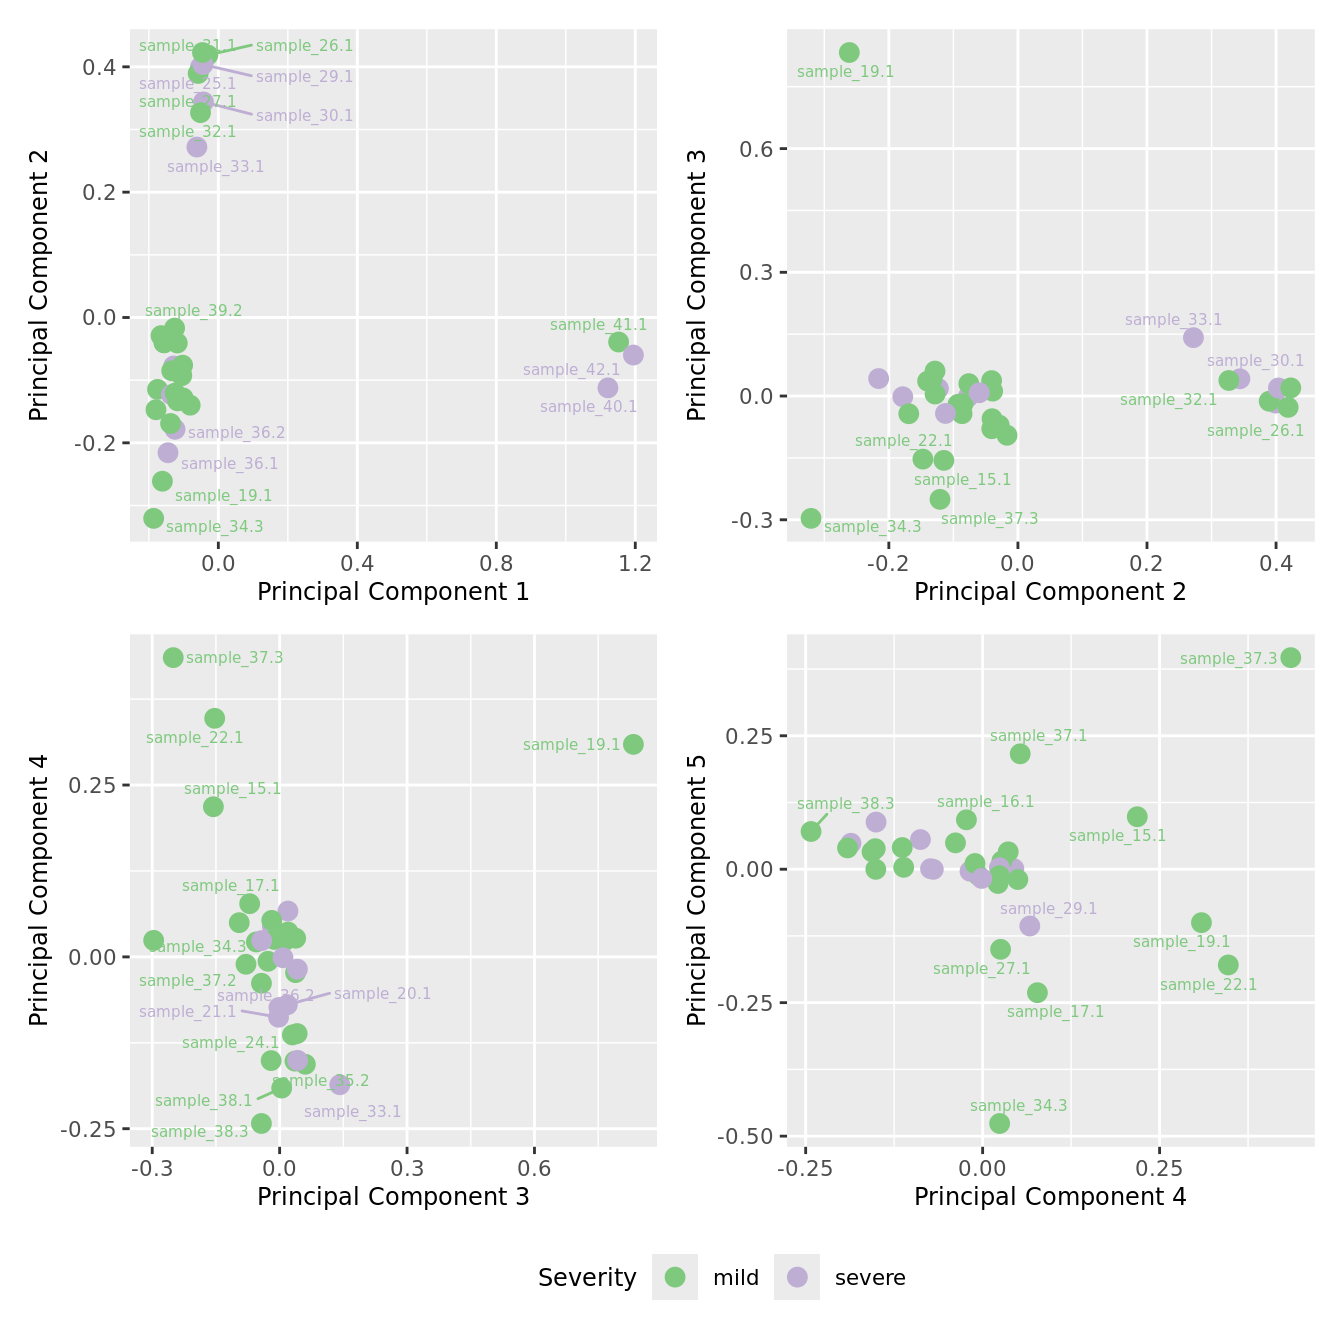 sample_31.1
sample_26.1
sample_29.1
sample_25.1
sample_27.1
sample_30.1
sample_32.1
sample_33.1
sample_39.2
sample_41.1
sample_42.1
sample_40.1
sample_36.2
sample_36.1
sample_19.1
sample_34.3
0.4
0.2
0.0
-0.2
0.0
0.4
0.8
1.2
Principal Component 1
Principal Component 2
sample_19.1
sample_33.1
sample_30.1
sample_32.1
sample_26.1
sample_22.1
sample_15.1
sample_37.3
sample_34.3
0.6
0.3
0.0
-0.3
-0.2
0.0
0.2
0.4
Principal Component 2
Principal Component 3
sample_37.3
sample_22.1
sample_19.1
sample_15.1
sample_17.1
sample_34.3
sample_37.2
sample_36.2
sample_20.1
sample_21.1
sample_24.1
sample_35.2
sample_38.1
sample_33.1
sample_38.3
0.25
0.00
-0.25
-0.3
0.0
0.3
0.6
Principal Component 3
Principal Component 4
sample_37.3
sample_37.1
sample_38.3
sample_16.1
sample_15.1
sample_29.1
sample_19.1
sample_27.1
sample_22.1
sample_17.1
sample_34.3
0.25
0.00
-0.25
-0.50
-0.25
0.00
0.25
Principal Component 4
Principal Component 5
Severity
mild
severe